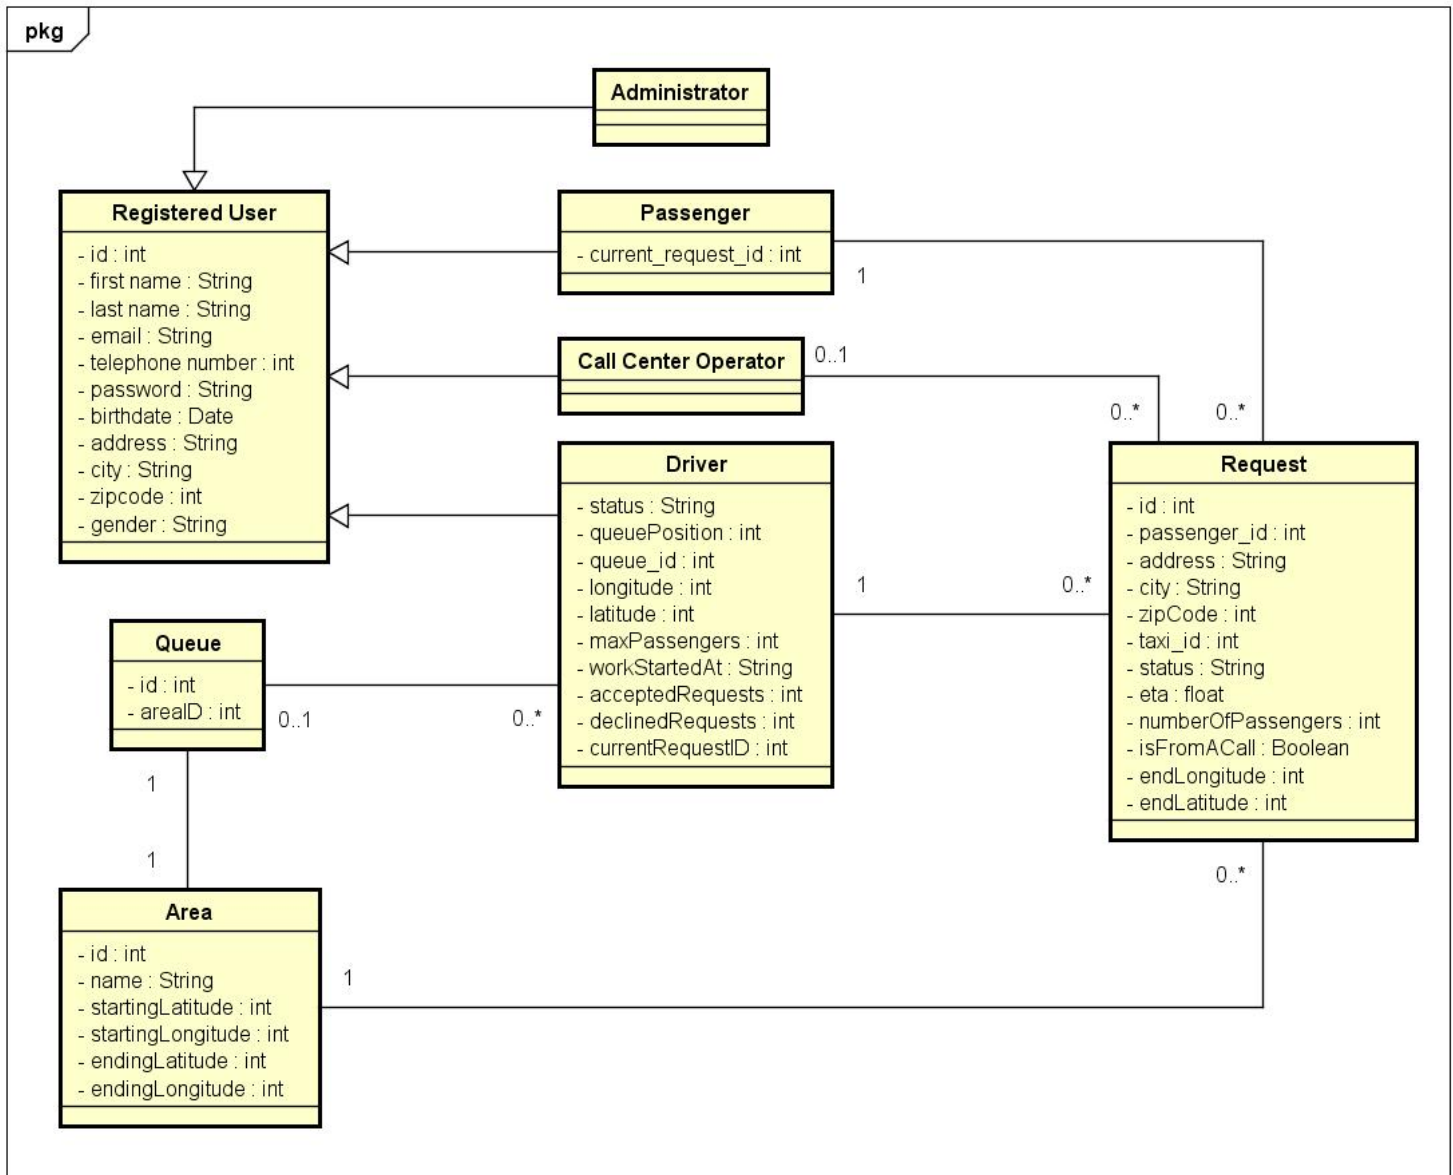 pkg
Administrator
Registered User
- id : int
- first name : String
- last name : String
- email : String
- telephone number : int
- password : String
- birthdate : Date
- address : String
- city : String
- zipcode : int
- gender : String
Passenger
- current_request_id : int
1
Call Center Operator
0..1
0..*
0..*
Driver
- status : String
- queuePosition : int
- queue_id : int
- longitude : int
- latitude : int
- maxPassengers : int
- workStartedAt : String
- acceptedRequests : int
- declinedRequests : int
- currentRequestID : int
1
0..*
Request
- id : int
- passenger_id : int
- address : String
- city : String
- zipCode : int
- taxi_id : int
- status : String
- eta : float
- numberOfPassengers : int
- isFromACall : Boolean
- endLongitude : int
- endLatitude : int
Queue
- id : int
- areaID : int
0..1
0..*
1
1
0..*
Area
- id : int
- name : String
- startingLatitude : int
- startingLongitude : int
- endingLatitude : int
- endingLongitude : int
1